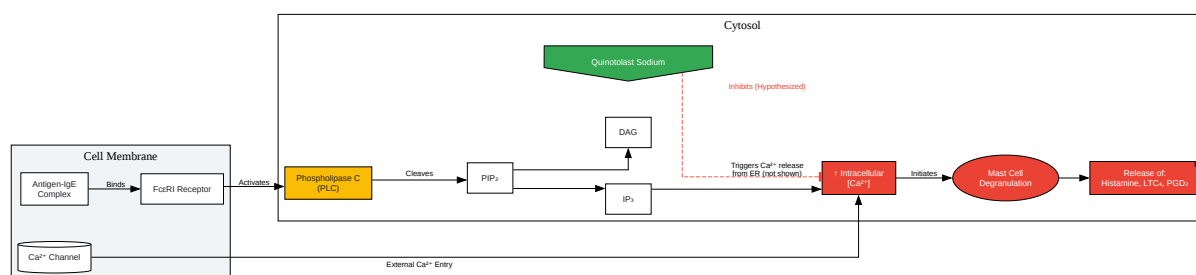 Cytosol
Quinotolast Sodium
Inhibits (Hypothesized)
DAG
Cell Membrane
Antigen-IgE
Complex
Binds
FcεRI Receptor
Activates
Phospholipase C
(PLC)
Cleaves
PIP₂
IP₃
Triggers Ca²⁺ release
from ER (not shown)
↑ Intracellular
[Ca²⁺]
Initiates
Mast Cell
Degranulation
Release of:
Histamine, LTC₄, PGD₂
Ca²⁺ Channel
External Ca²⁺ Entry